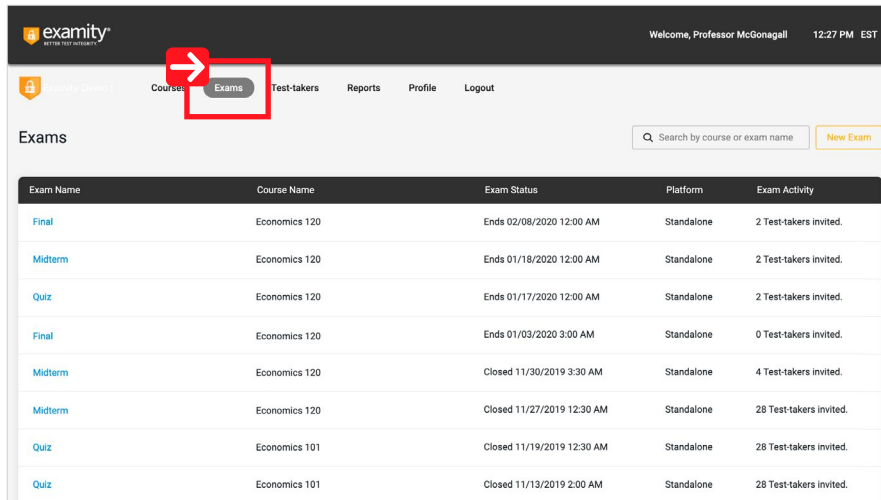 examity®
BETTER TEST INTEGRITY
Welcome, Professor McGonagall 12:27 PM EST
Courses Exams Test-takers Reports Profile Logout
Exams
Search by course or exam name New Exam
Exam Name Course Name Exam Status Platform Exam Activity
Final Economics 120 Ends 02/08/2020 12:00 AM Standalone 2 Test-takers invited.
Midterm Economics 120 Ends 01/18/2020 12:00 AM Standalone 2 Test-takers invited.
Quiz Economics 120 Ends 01/17/2020 12:00 AM Standalone 2 Test-takers invited.
Final Economics 120 Ends 01/03/2020 3:00 AM Standalone 0 Test-takers invited.
Midterm Economics 120 Closed 11/30/2019 3:30 AM Standalone 4 Test-takers invited.
Midterm Economics 120 Closed 11/27/2019 12:30 AM Standalone 28 Test-takers invited.
Quiz Economics 101 Closed 11/19/2019 12:30 AM Standalone 28 Test-takers invited.
Quiz Economics 101 Closed 11/13/2019 2:00 AM Standalone 28 Test-takers invited.